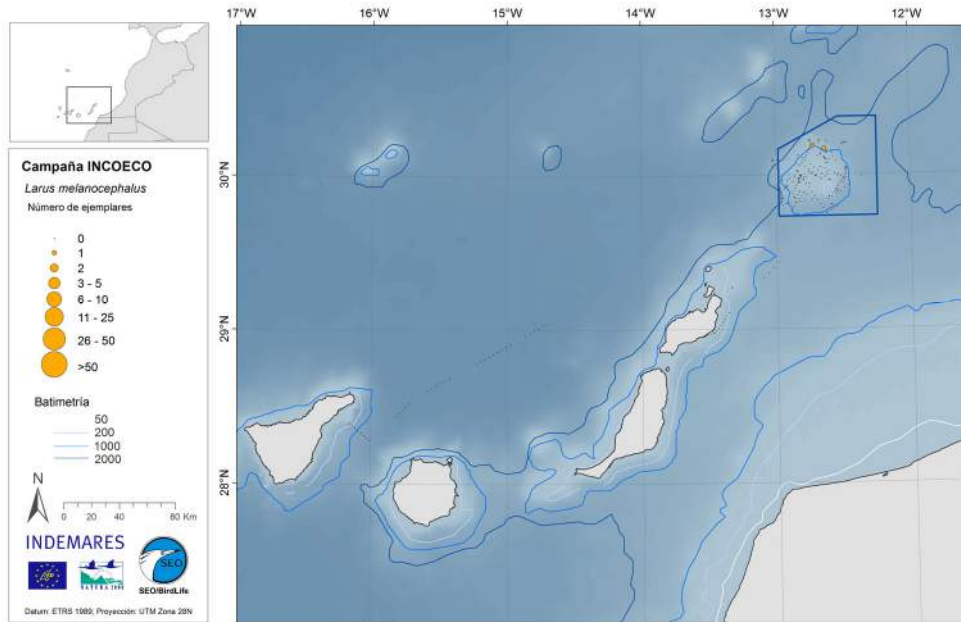 17°W 16°W 15°W 14°W 13°W 12°W
30°N
29°N
28°N
Campaña INCOECO
Larus melanocephalus
Número de ejemplares
0
1
2
3 - 5
6 - 10
11 - 25
26 - 50
>50
Batimetría
50
200
1000
2000
N
0 20 40 80 Km
INDEMARES
NATURA 2000
SEO
SEO/BirdLife
Datum: ETRS 1989; Proyección: UTM Zona 28N